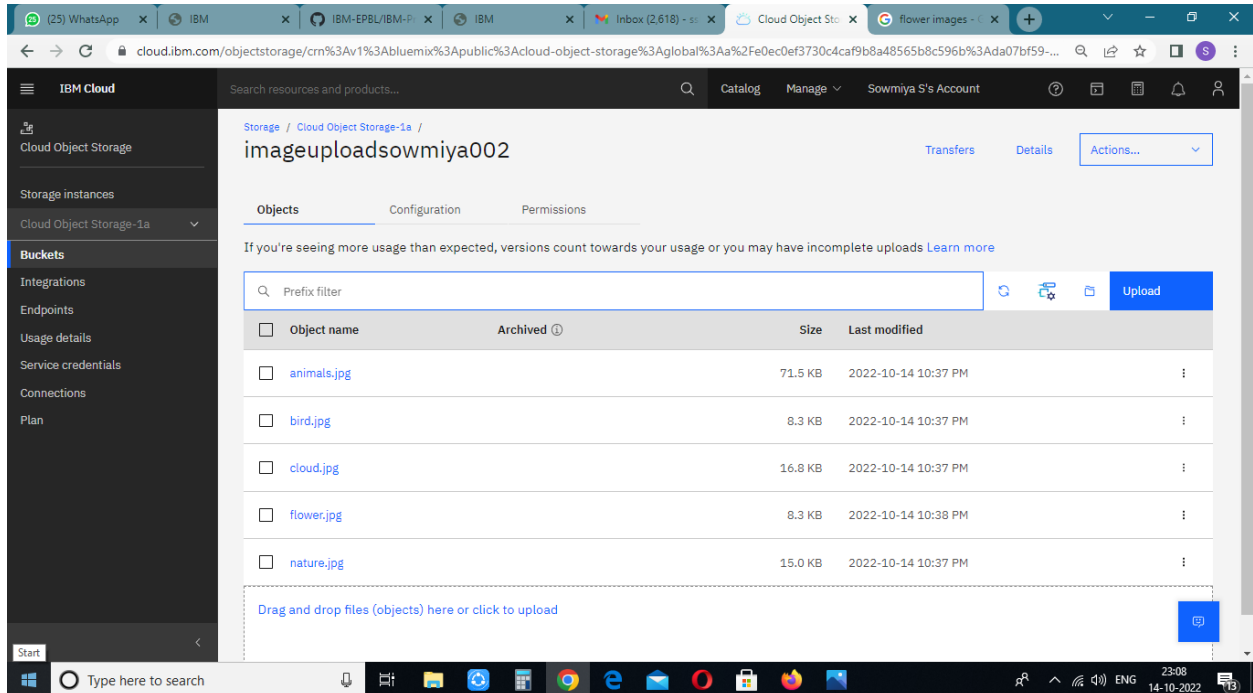 (25) WhatsApp
IBM
IBM-EPBL/IBM-Pr
IBM
Inbox (2,618) - ss
Cloud Object Sto
flower images - G
cloud.ibm.com/objectstorage/crn%3Av1%3Abluemix%3Apublic%3Acloud-object-storage%3Aglobal%3Aa%2Fe0ec0ef3730c4caf9b8a48565b8c596b%3Ada07bf59-...
S
IBM Cloud
Search resources and products...
Catalog
Manage
Sowmiya S's Account
Cloud Object Storage
Storage instances
Cloud Object Storage-1a
Buckets
Integrations
Endpoints
Usage details
Service credentials
Connections
Plan
Storage / Cloud Object Storage-1a /
imageuploadsowmiya002
Transfers
Details
Actions...
Objects
Configuration
Permissions
If you're seeing more usage than expected, versions count towards your usage or you may have incomplete uploads Learn more
Prefix filter
Upload
Object name Archived Size Last modified
animals.jpg 71.5 KB 2022-10-14 10:37 PM
bird.jpg 8.3 KB 2022-10-14 10:37 PM
cloud.jpg 16.8 KB 2022-10-14 10:37 PM
flower.jpg 8.3 KB 2022-10-14 10:38 PM
nature.jpg 15.0 KB 2022-10-14 10:37 PM
Drag and drop files (objects) here or click to upload
Start
Type here to search
ENG
23:08
14-10-2022
13